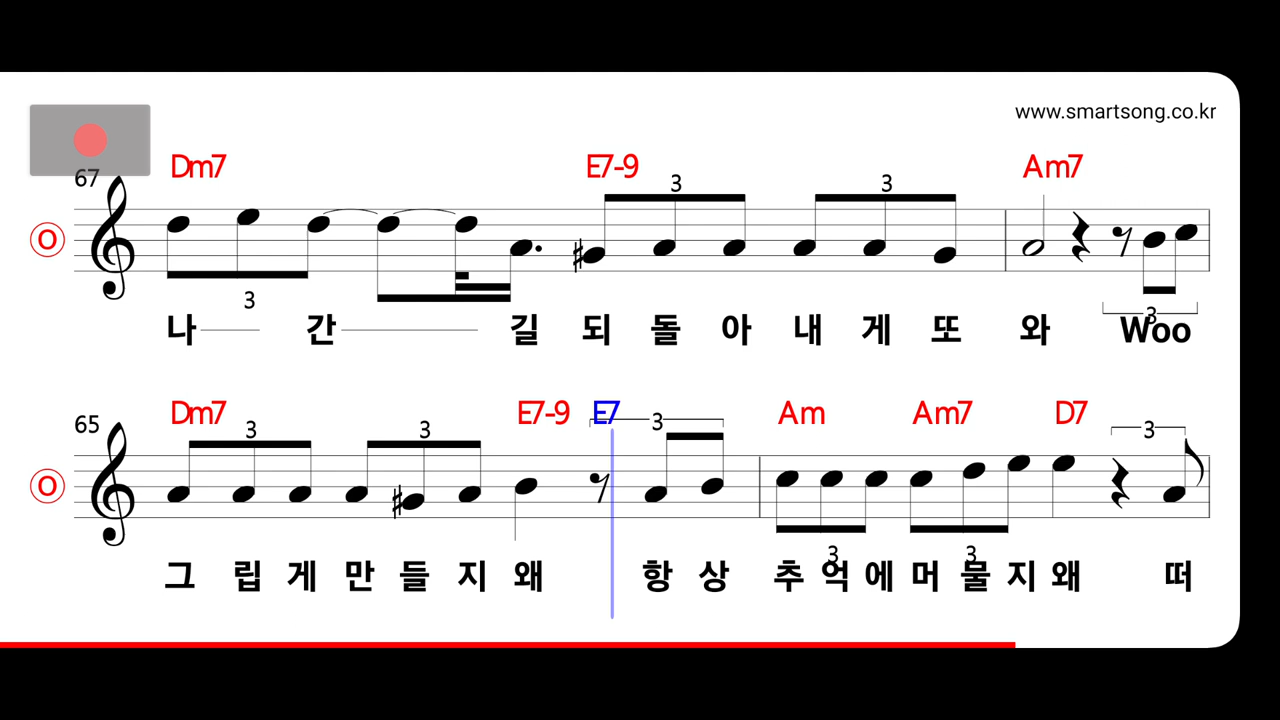 www.smartsong.co.kr
67 Dm7 E7-9 Am7
3 3
O
3 3
나 간 길 되 돌 아 내 게 또 와 Woo
65 Dm7 E7-9 E7 Am Am7 D7
3 3 3 3
O
3 3
그 립 게 만 들 지 왜 항 상 추 억 에 머 물 지 왜 떠